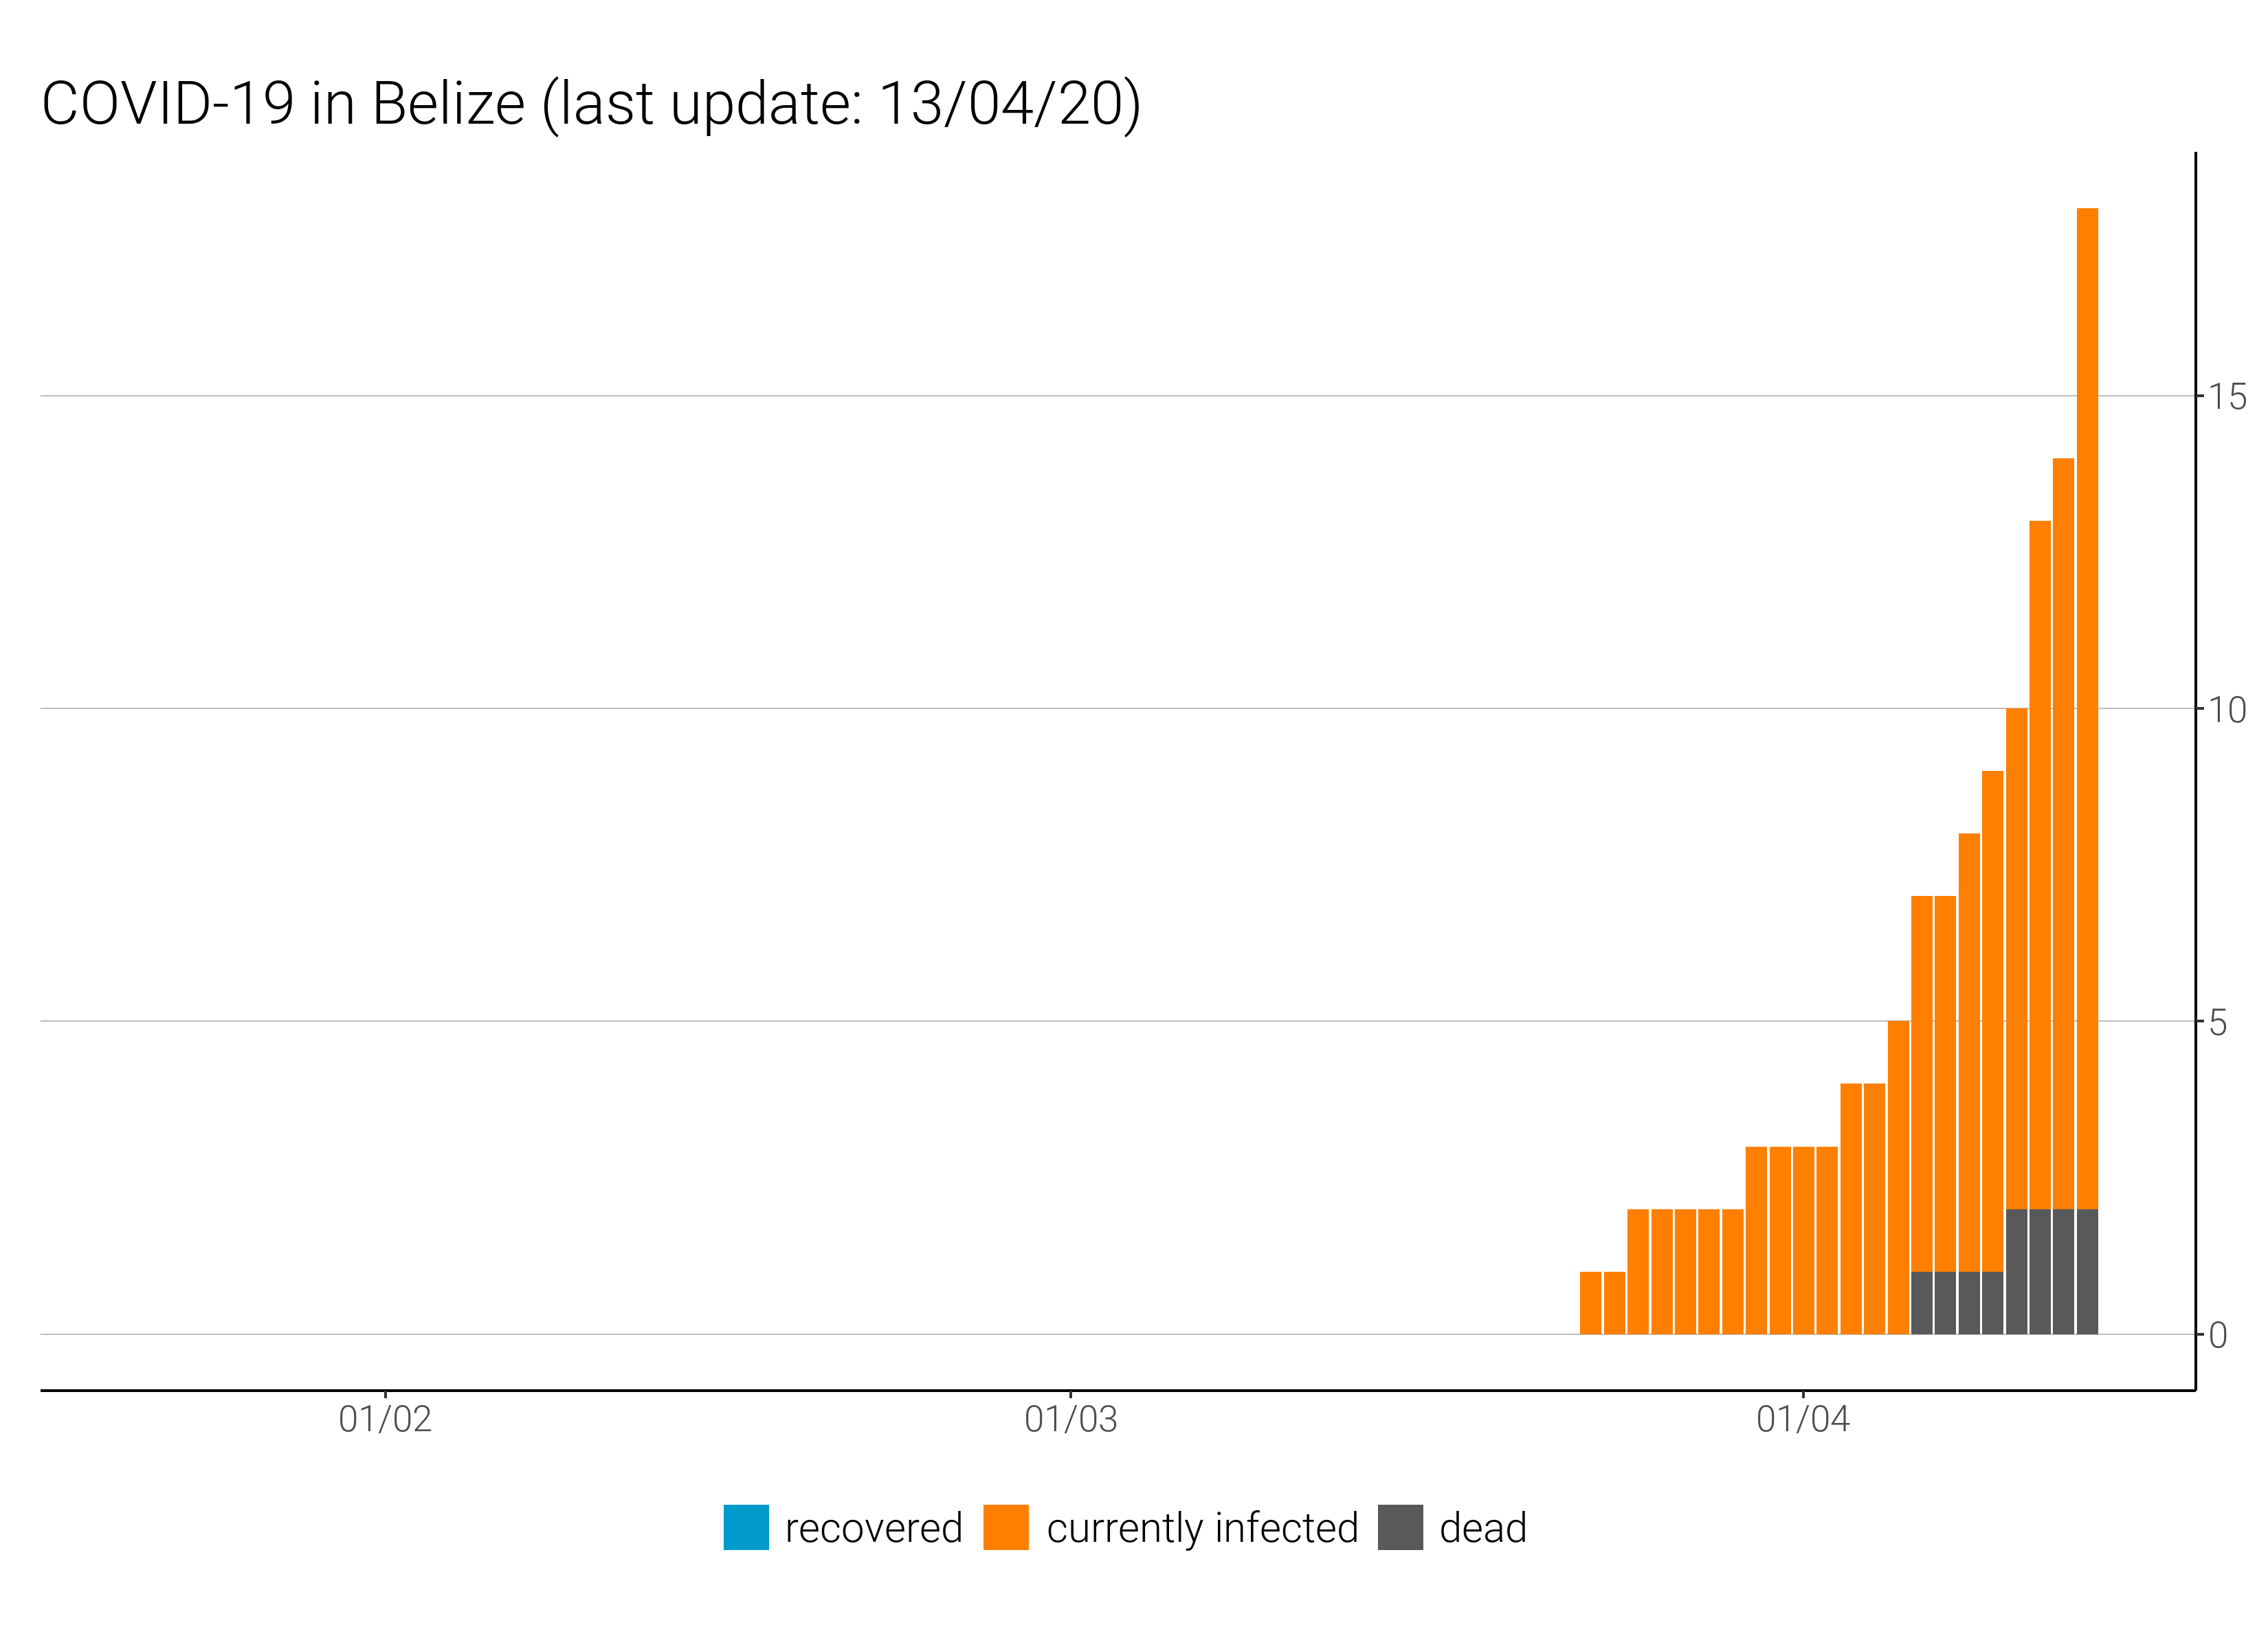 COVID-19 in Belize (last update: 13/04/20)
15
10
5
0
01/02 01/03 01/04
recovered currently infected dead